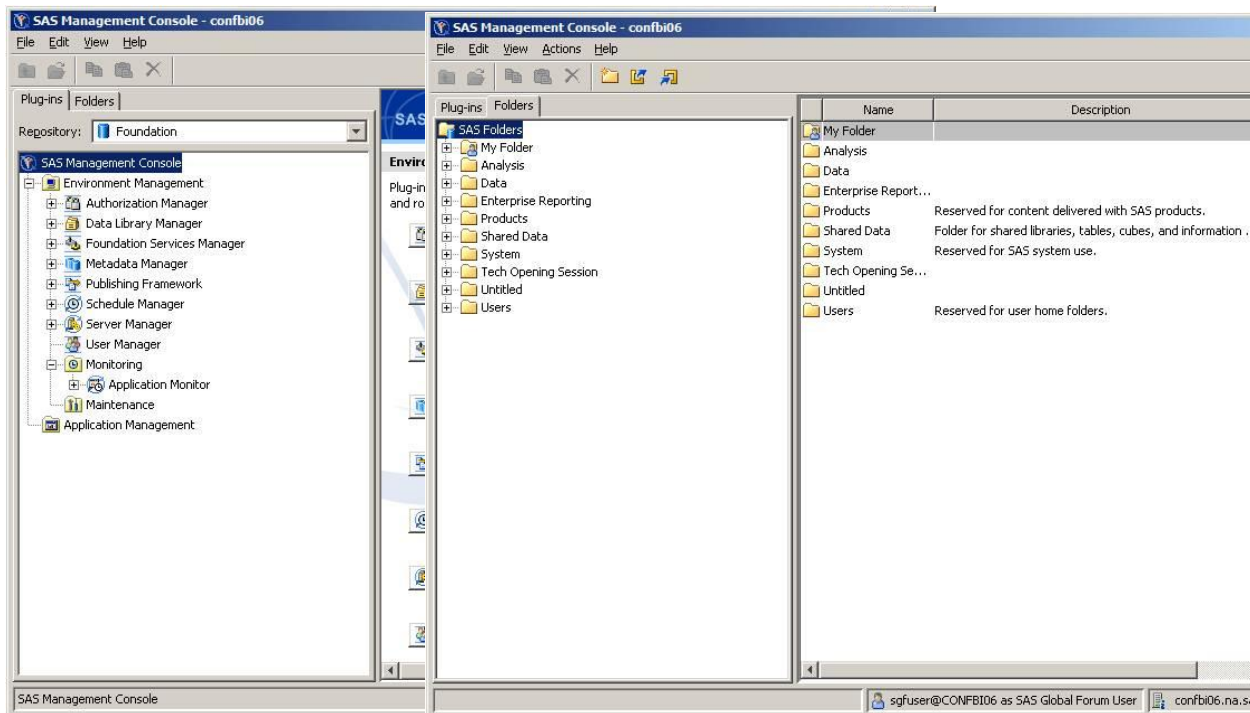 SAS Management Console - confbi06
File Edit View Help
Plug-ins Folders
Repository: Foundation
SAS Management Console
Environment Management
Authorization Manager
Data Library Manager
Foundation Services Manager
Metadata Manager
Publishing Framework
Schedule Manager
Server Manager
User Manager
Monitoring
Application Monitor
Maintenance
Application Management
SAS
Enviro
Plug-in
and ro
SAS Management Console
SAS Management Console - confbi06
File Edit View Actions Help
Plug-ins Folders
SAS Folders
My Folder
Analysis
Data
Enterprise Reporting
Products
Shared Data
System
Tech Opening Session
Untitled
Users
Name Description
My Folder
Analysis
Data
Enterprise Report...
Products Reserved for content delivered with SAS products.
Shared Data Folder for shared libraries, tables, cubes, and information .
System Reserved for SAS system use.
Tech Opening Se...
Untitled
Users Reserved for user home folders.
sgfuser@CONFBI06 as SAS Global Forum User confbi06.na.s